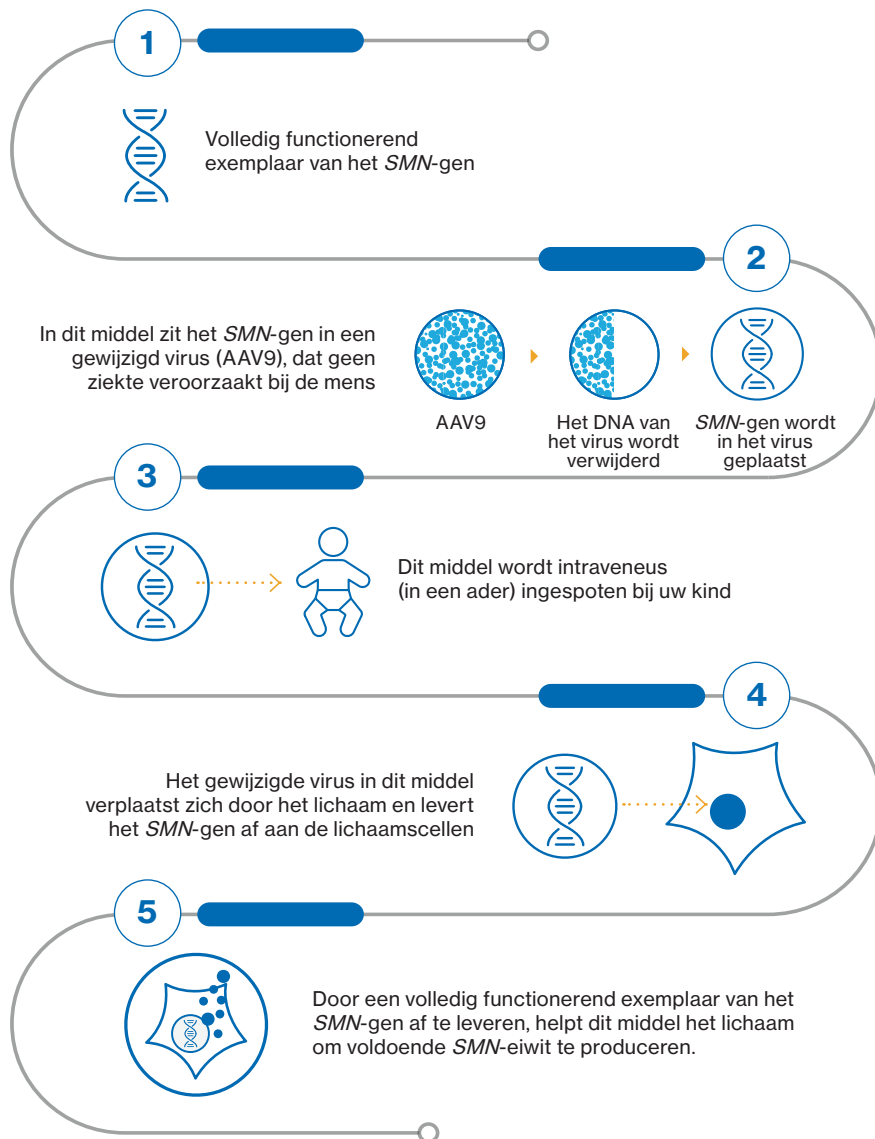 1
Volledig functionerend
exemplaar van het SMN-gen
2
In dit middel zit het SMN-gen in een
gewijzigd virus (AAV9), dat geen
ziekte veroorzaakt bij de mens
AAV9
Het DNA van
het virus wordt
verwijderd
SMN-gen wordt
in het virus
geplaatst
3
Dit middel wordt intraveneus
(in een ader) ingespoten bij uw kind
4
Het gewijzigde virus in dit middel
verplaatst zich door het lichaam en levert
het SMN-gen af aan de lichaamscellen
5
Door een volledig functionerend exemplaar van het
SMN-gen af te leveren, helpt dit middel het lichaam
om voldoende SMN-eiwit te produceren.